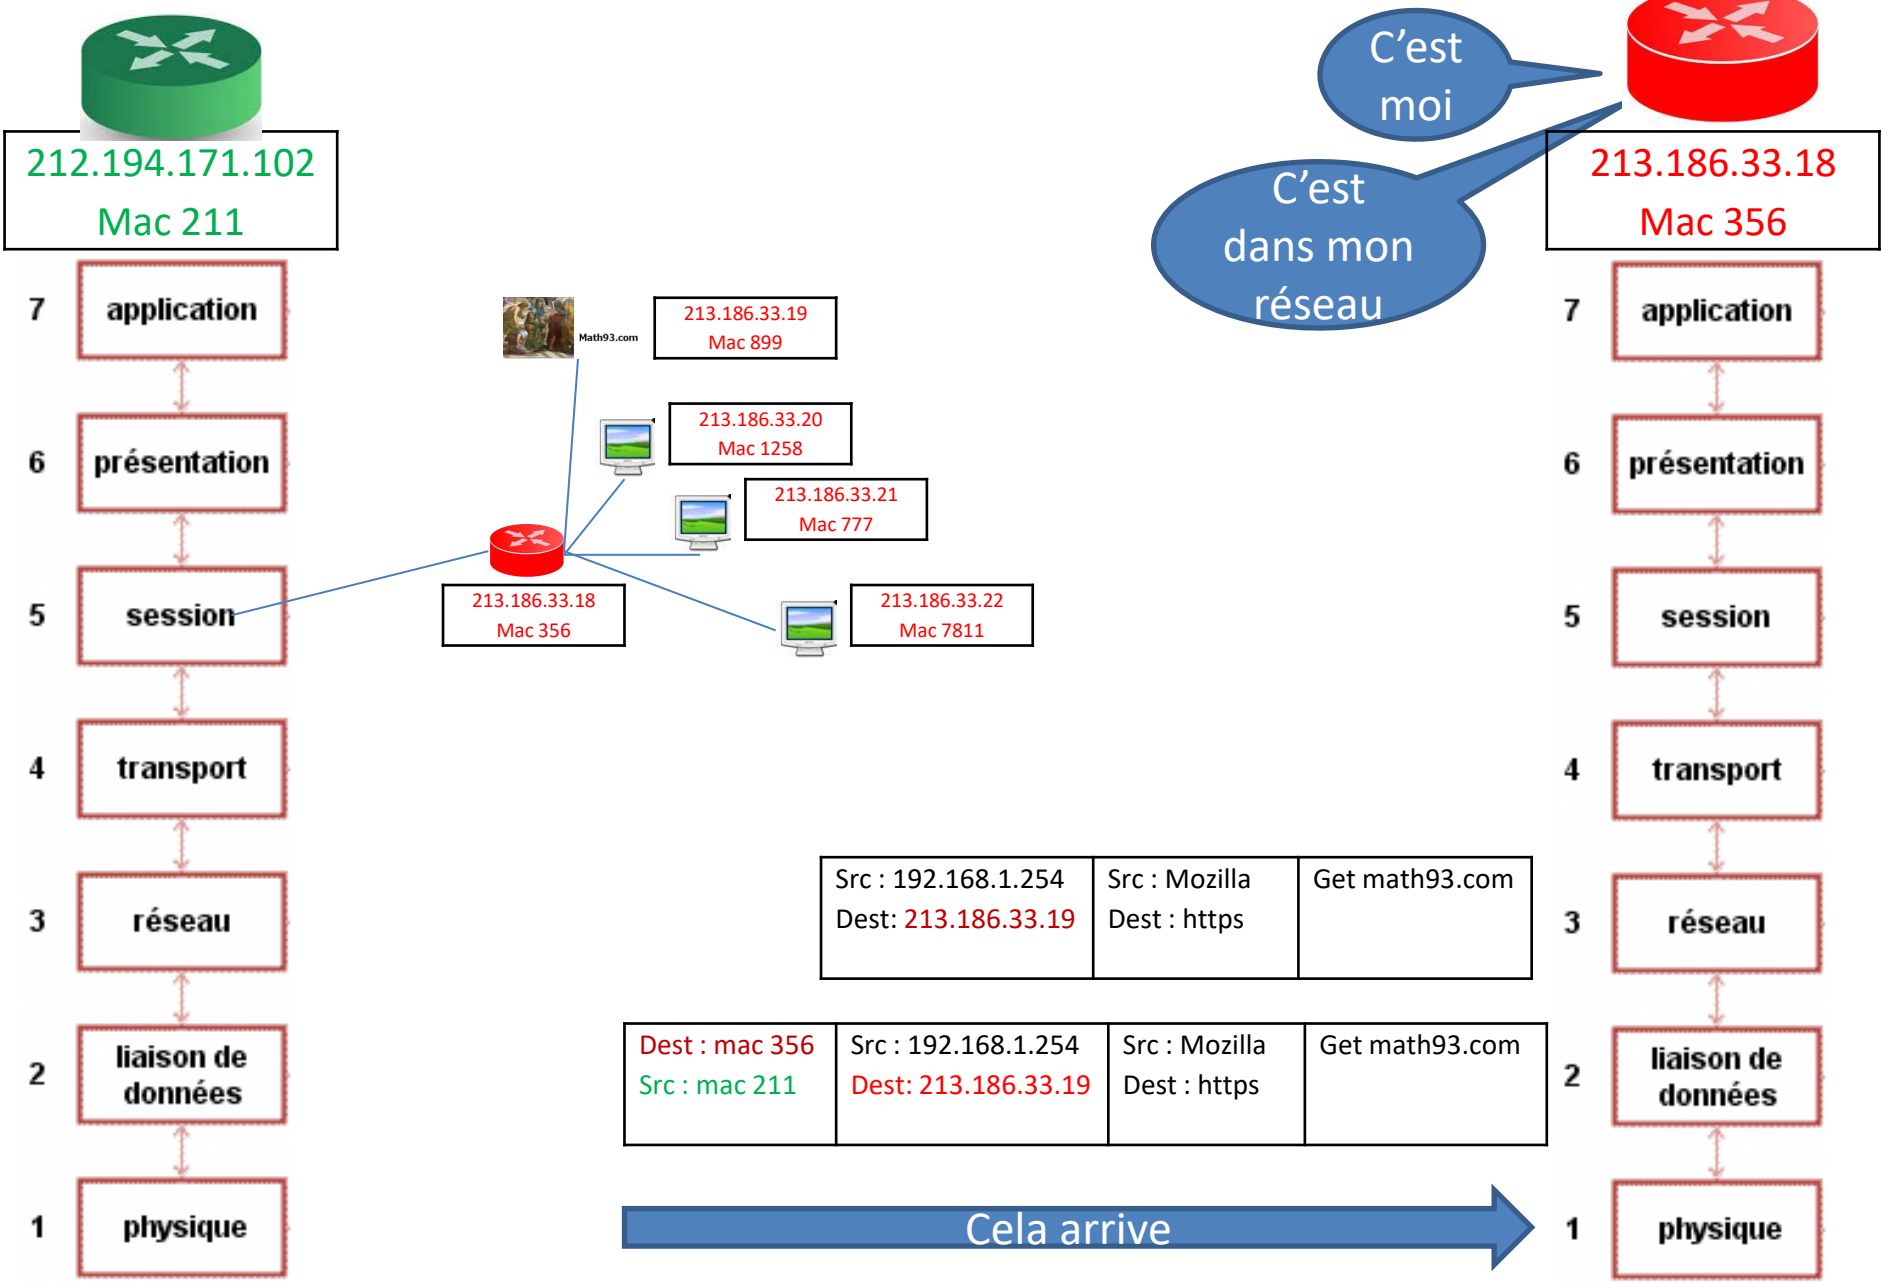 212.194.171.102
Mac 211
7 application
6 présentation
5 session
4 transport
3 réseau
2 liaison de
données
1 physique
Math93.com
213.186.33.19
Mac 899
213.186.33.20
Mac 1258
213.186.33.21
Mac 777
213.186.33.18
Mac 356
213.186.33.22
Mac 7811
C’est
moi
C’est
dans mon
réseau
Src : 192.168.1.254
Dest: 213.186.33.19
Src : Mozilla
Dest : https
Get math93.com
Dest : mac 356
Src : mac 211
Src : 192.168.1.254
Dest: 213.186.33.19
Src : Mozilla
Dest : https
Get math93.com
Cela arrive
213.186.33.18
Mac 356
7 application
6 présentation
5 session
4 transport
3 réseau
2 liaison de
données
1 physique